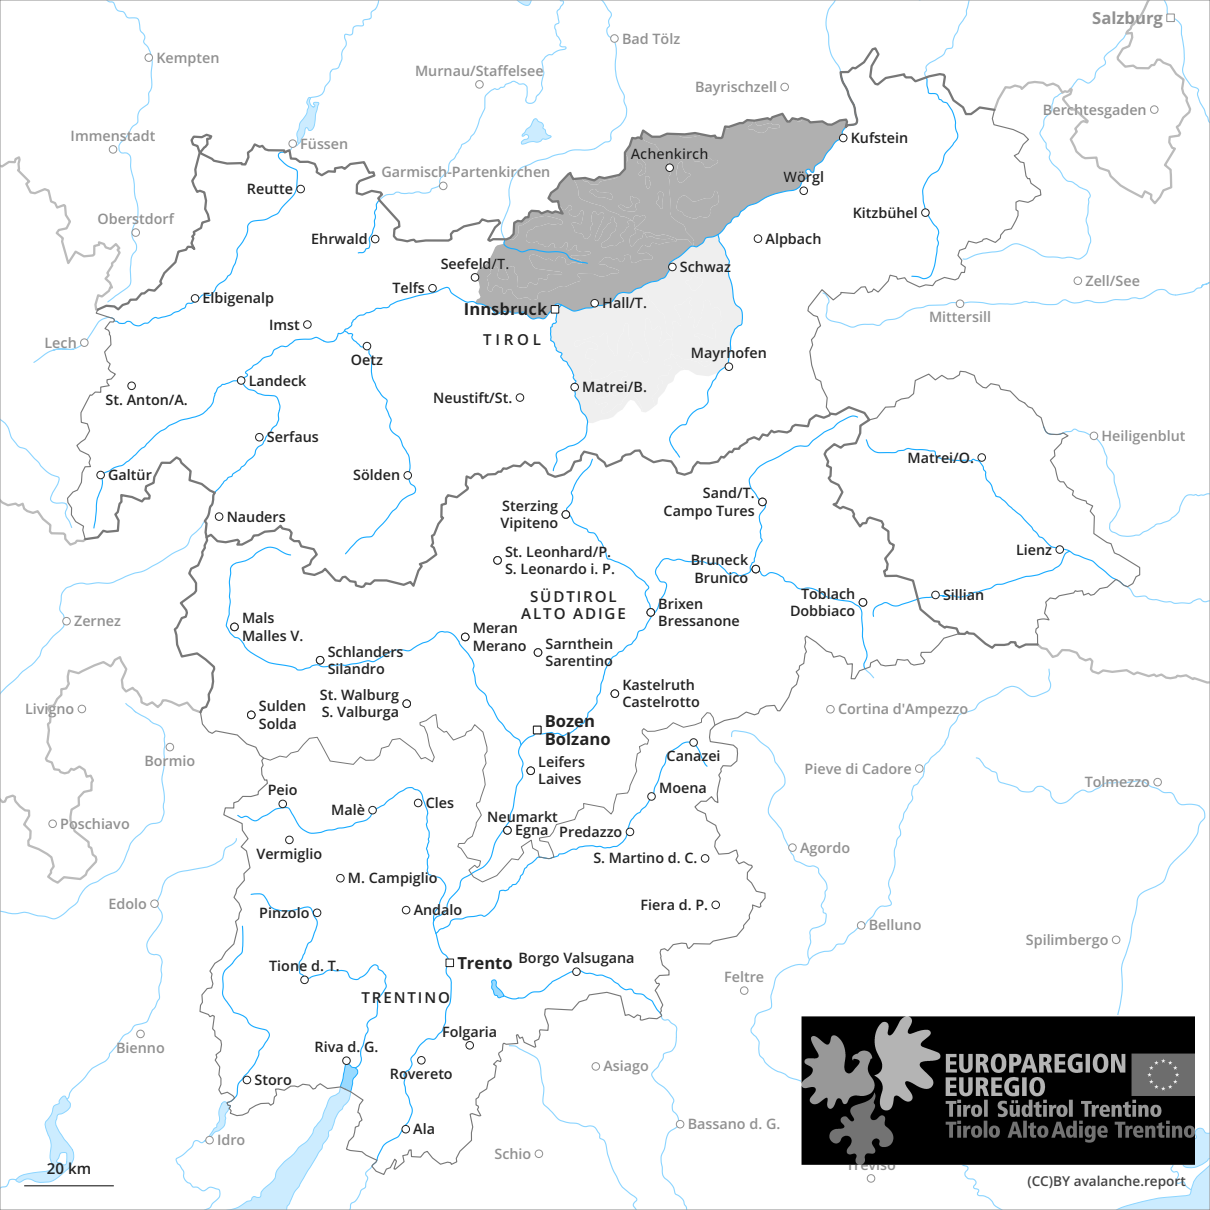 Salzburg
Kempten
Bad Tölz
Murnau/Staffelsee
Bayrischzell
Berchtesgaden
Immenstadt
Füssen
Kufstein
Achenkirch
Garmisch-Partenkirchen
Wörgl
Reutte
Oberstdorf
Kitzbühel
Ehrwald
Alpbach
Seefeld/T.
Schwaz
Zell/See
Telfs
Elbigenalp
Hall/T.
Innsbruck
Mittersill
Imst
TIROL
Lech
Oetz
Mayrhofen
Landeck
Matrei/B.
St. Anton/A.
Neustift/St.
Serfaus
Heiligenblut
Matrei/O.
Galtür
Sölden
Sand/T.
Campo Tures
Sterzing
Vipiteno
Nauders
Lienz
St. Leonhard/P.
S. Leonardo i. P.
Bruneck
Brunico
SÜDTIROL
ALTO ADIGE
Toblach
Dobbiaco
Sillian
Brixen
Bressanone
Zernez
Mals
Malles V.
Meran
Merano
Sarnthein
Sarentino
Schlanders
Silandro
Kastelruth
Castelrotto
St. Walburg
S. Valburga
Sulden
Solda
Livigno
Cortina d'Ampezzo
Bozen
Bolzano
Bormio
Canazei
Leifers
Laives
Pieve di Cadore
Tolmezzo
Peio
Moena
Malè
Cles
Neumarkt
Egna
Predazzo
Poschiavo
Vermiglio
S. Martino d. C.
Agordo
M. Campiglio
Edolo
Pinzolo
Andalo
Fiera d. P.
Belluno
Spilimbergo
Trento
Borgo Valsugana
Tione d. T.
Feltre
TRENTINO
Folgaria
Bienno
Riva d. G.
Rovereto
Asiago
Storo
EUROPAREGION
EUREGIO
Tirol Südtirol Trentino
Tirolo Alto Adige Trentino
Ala
Idro
Bassano d. G.
Schio
Treviso
20 km
(CC)BY avalanche.report